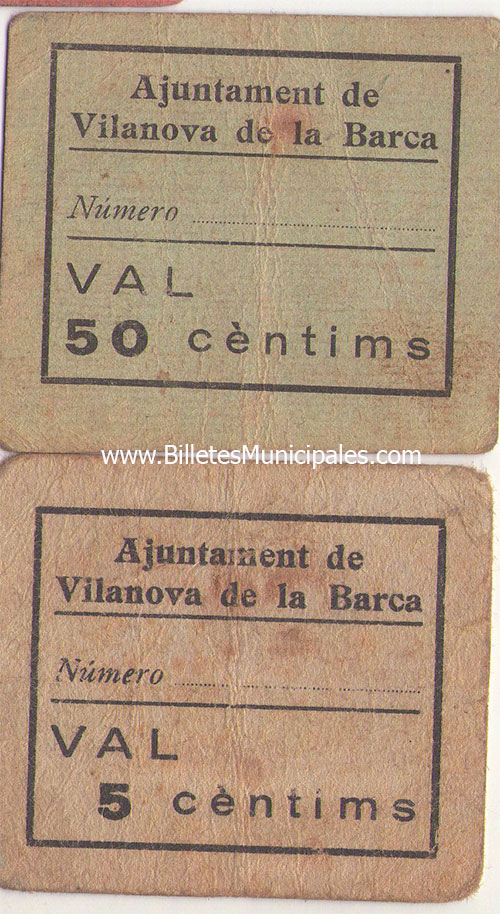 Ajuntament de
Vilanova de la Barca
Número
VAL
50 cèntims
www.BilletesMunicipales.com
Ajuntament de
Vilanova de la Barca
Número
VAL
5 cèntims